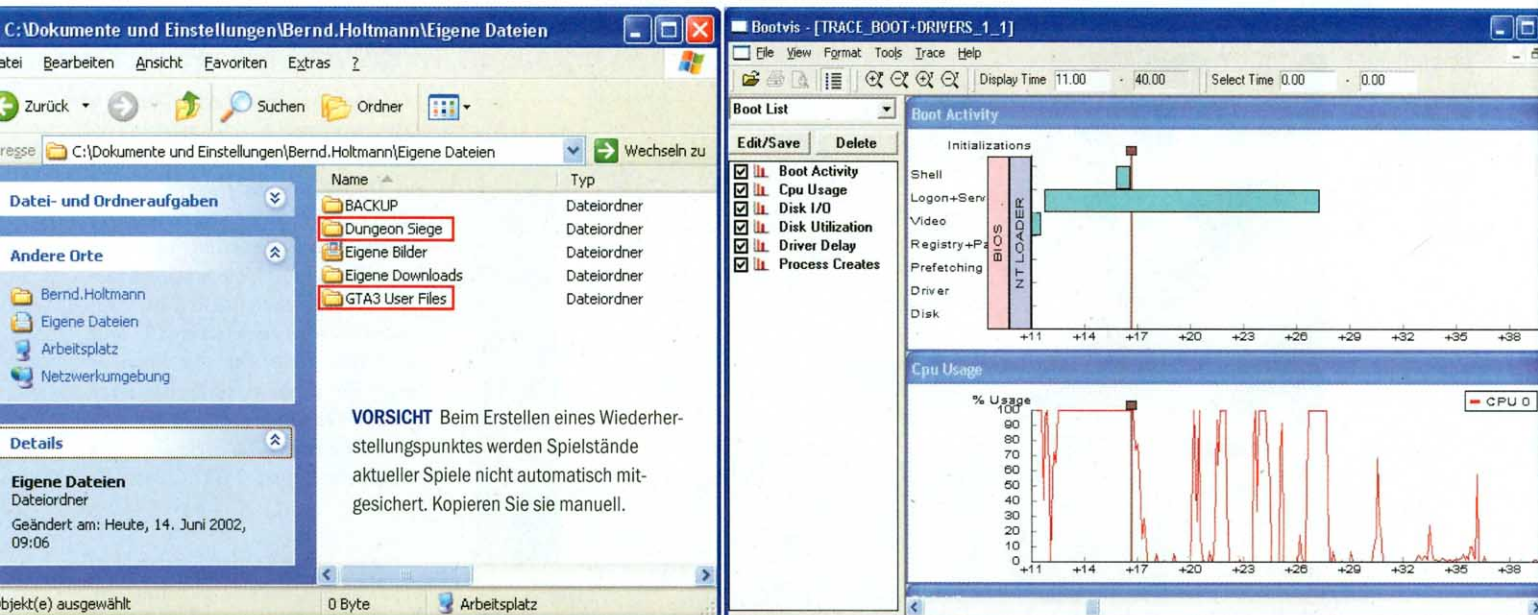 C:\Dokumente und Einstellungen\Bernd.Holtmann\Eigene Dateien
atei Bearbeiten Ansicht Favoriten Extras ?
Zurück Suchen Ordner
resse C:\Dokumente und Einstellungen\Bernd.Holtmann\Eigene Dateien Wechseln zu
Datei- und Ordneraufgaben
Andere Orte
Bernd.Holtmann
Eigene Dateien
Arbeitsplatz
Netzwerkumgebung
Details
Eigene Dateien
Dateiordner
Geändert am: Heute, 14. Juni 2002,
09:06
Name Typ
BACKUP Dateiordner
Dungeon Siege Dateiordner
Eigene Bilder Dateiordner
Eigene Downloads Dateiordner
GTA3 User Files Dateiordner
VORSICHT Beim Erstellen eines Wiederher-
stellungspunktes werden Spielstände
aktueller Spiele nicht automatisch mit-
gesichert. Kopieren Sie sie manuell.
bjekt(e) ausgewählt 0 Byte Arbeitsplatz
Bootvis - [TRACE_BOOT+DRIVERS_1_1]
File View Format Tools Trace Help
Display Time 11.00 - 40.00 Select Time 0.00 - 0.00
Boot List
Edit/Save Delete
Boot Activity
Cpu Usage
Disk I/O
Disk Utilization
Driver Delay
Process Creates
Boot Activity
Initializations
Shell
Logon+Serv
Video
Registry+Pa
Prefetching
Driver
Disk
BIOS
NT LOADER
+11 +14 +17 +20 +23 +26 +29 +32 +35 +38
Cpu Usage
% Usage
CPU 0
100
90
80
70
60
50
40
30
20
10
0
+11 +14 +17 +20 +23 +26 +29 +32 +35 +38